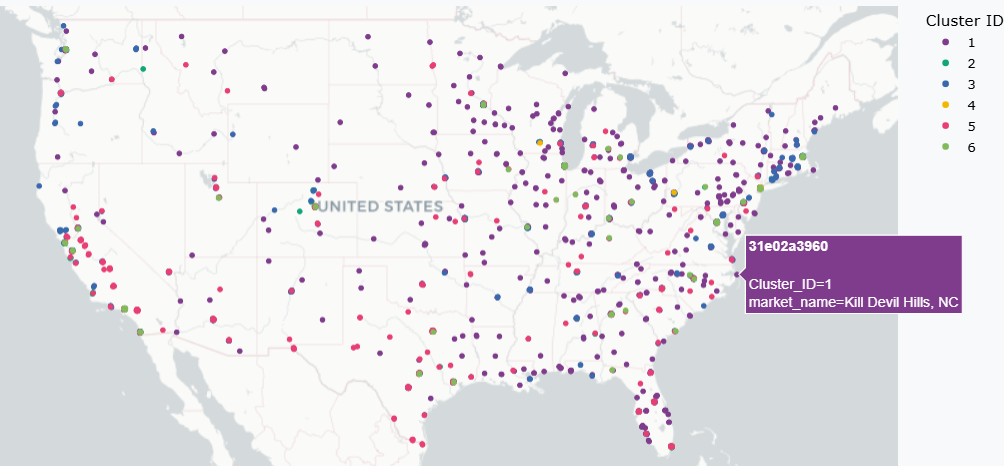 Cluster ID
1
2
3
4
5
6
UNITED STATES
31e02a3960
Cluster_ID=1
market_name=Kill Devil Hills, NC